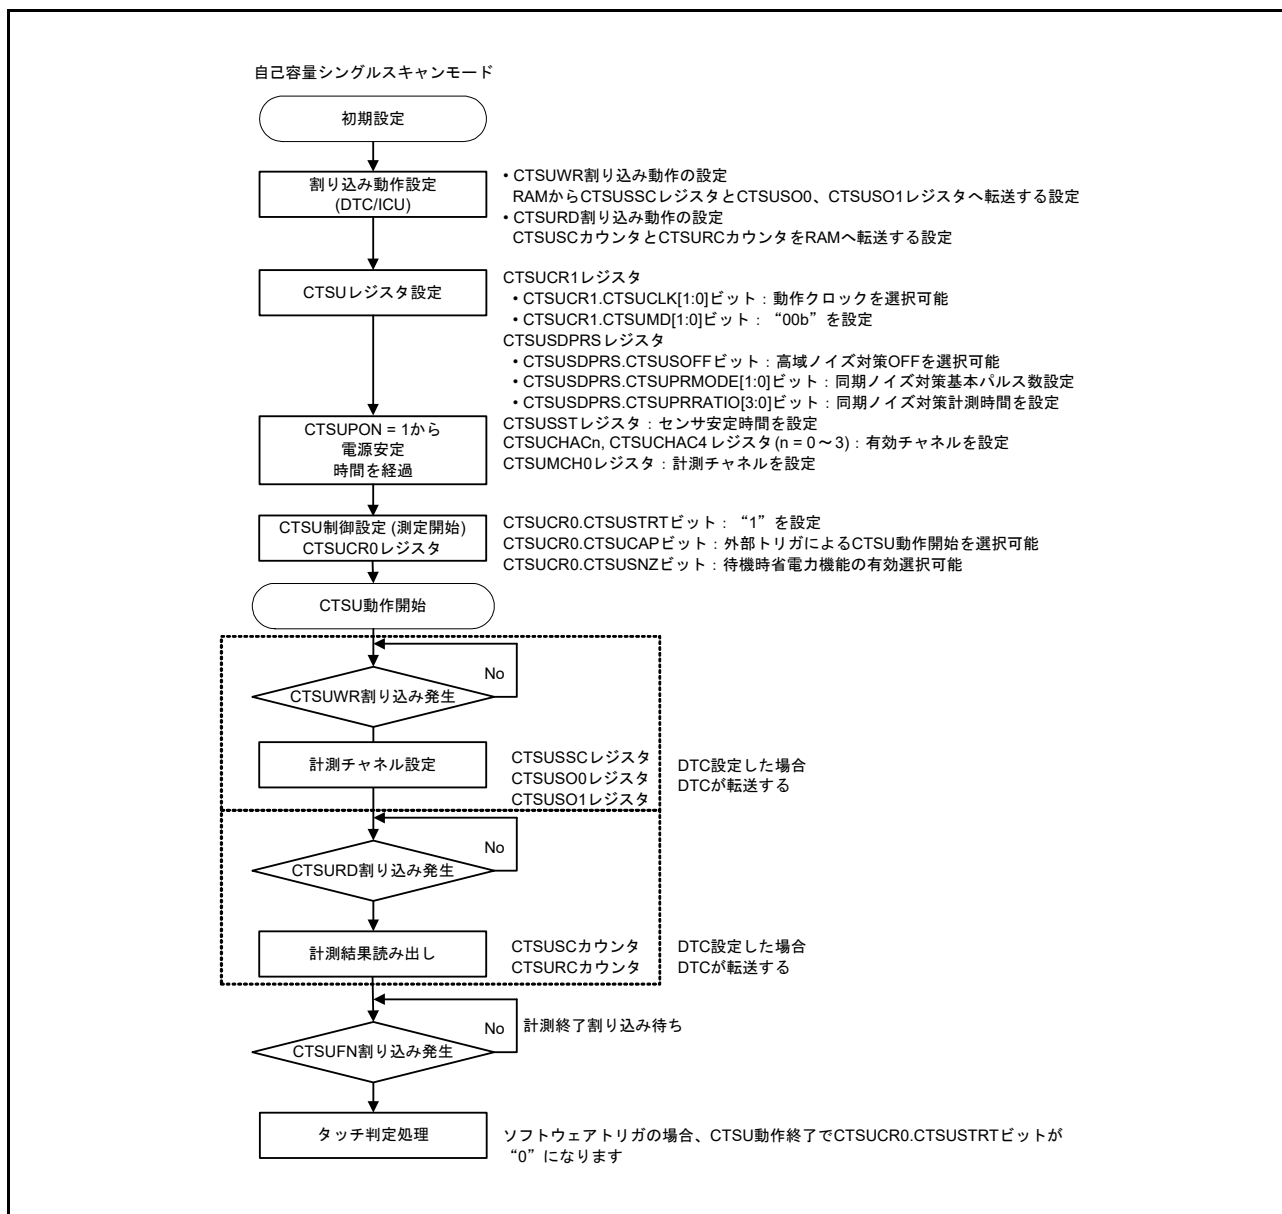 自己容量シングルスキャンモード
初期設定
割り込み動作設定
(DTC/ICU)
• CTSUWR割り込み動作の設定
RAMからCTSUSSCレジスタとCTSUSO0、CTSUSO1レジスタへ転送する設定
• CTSURD割り込み動作の設定
CTSUSCカウンタとCTSURCカウンタをRAMへ転送する設定
CTSUレジスタ設定
CTSUCR1レジスタ
• CTSUCR1.CTSUCLK[1:0]ビット：動作クロックを選択可能
• CTSUCR1.CTSUMD[1:0]ビット：“00b”を設定
CTSUSDPRSレジスタ
• CTSUSDPRS.CTSUSOFFビット：高域ノイズ対策OFFを選択可能
• CTSUSDPRS.CTSUPRMODE[1:0]ビット：同期ノイズ対策基本パルス数設定
• CTSUSDPRS.CTSUPRRATIO[3:0]ビット：同期ノイズ対策計測時間を設定
CTSUSSTレジスタ：センサ安定時間を設定
CTSUCHACn, CTSUCHAC4レジスタ(n = 0～3)：有効チャネルを設定
CTSUMCH0レジスタ：計測チャネルを設定
CTSUPON = 1から
電源安定
時間を経過
CTSU制御設定 (測定開始)
CTSUCR0レジスタ
CTSUCR0.CTSUSTRTビット：“1”を設定
CTSUCR0.CTSUCAPビット：外部トリガによるCTSU動作開始を選択可能
CTSUCR0.CTSUSNZビット：待機時省電力機能の有効選択可能
CTSU動作開始
No
CTSUWR割り込み発生
計測チャネル設定
CTSUSSCレジスタ
CTSUSO0レジスタ
CTSUSO1レジスタ
DTC設定した場合
DTCが転送する
No
CTSURD割り込み発生
計測結果読み出し
CTSUSCカウンタ
CTSURCカウンタ
DTC設定した場合
DTCが転送する
No
計測終了割り込み待ち
CTSUFN割り込み発生
タッチ判定処理
ソフトウェアトリガの場合、CTSU動作終了でCTSUCR0.CTSUSTRTビットが
“0”になります